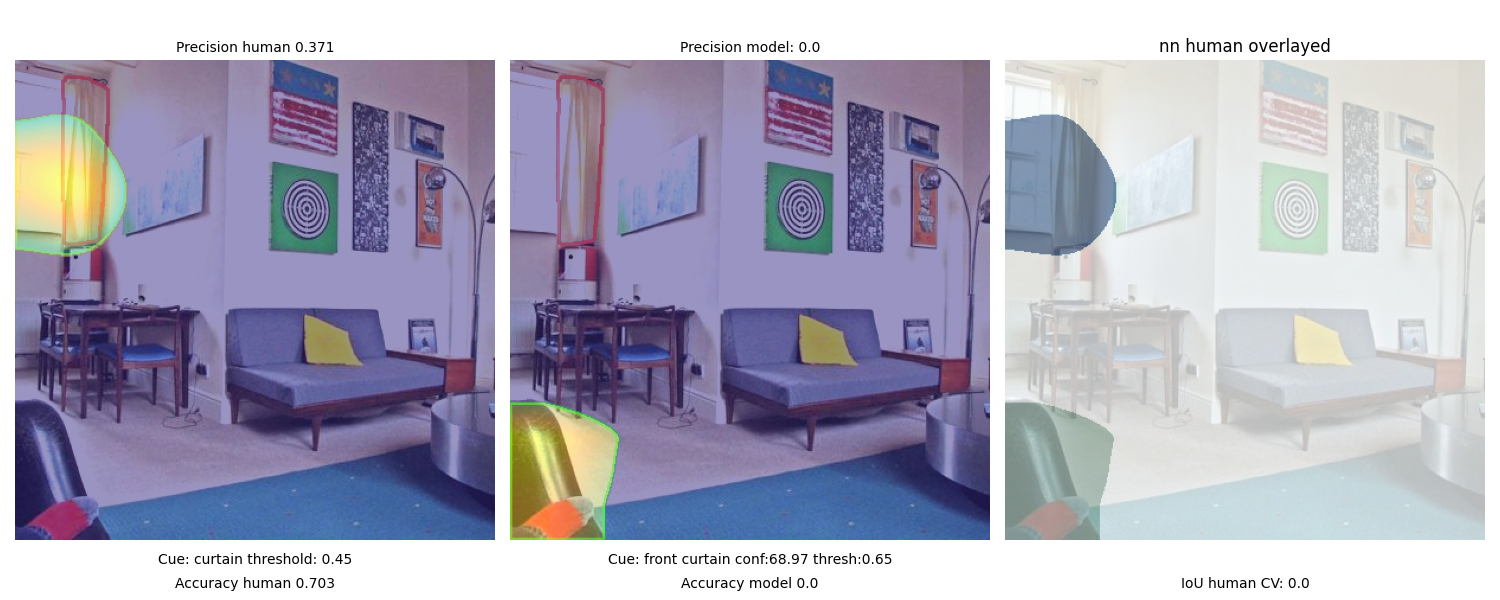 Precision human 0.371
Precision model: 0.0
nn human overlayed
Cue: curtain threshold: 0.45
Cue: front curtain conf:68.97 thresh:0.65
Accuracy human 0.703
Accuracy model 0.0
IoU human CV: 0.0